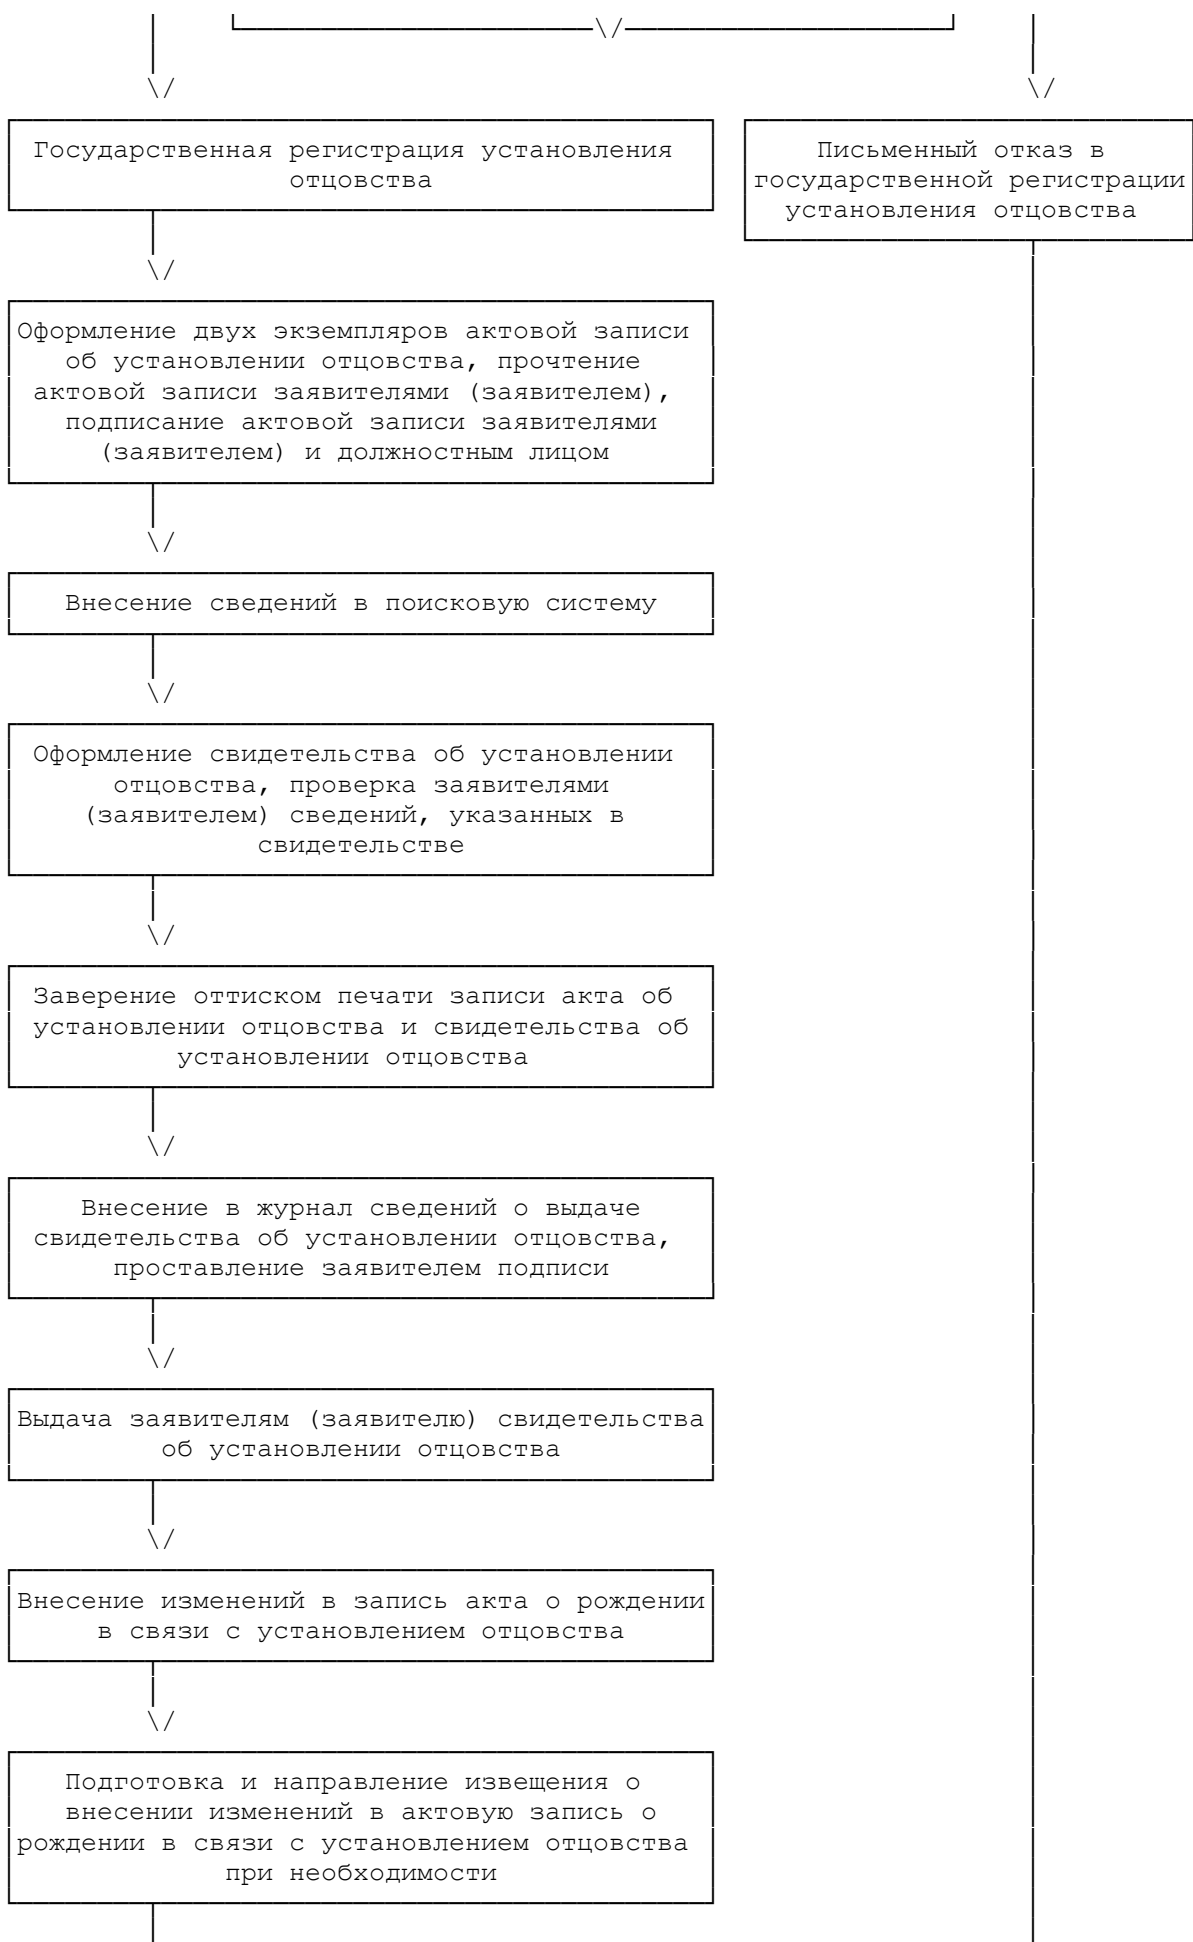 Государственная регистрация установления
отцовства
Письменный отказ в
государственной регистрации
установления отцовства
Оформление двух экземпляров актовой записи
об установлении отцовства, прочтение
актовой записи заявителями (заявителем),
подписание актовой записи заявителями
(заявителем) и должностным лицом
Внесение сведений в поисковую систему
Оформление свидетельства об установлении
отцовства, проверка заявителями
(заявителем) сведений, указанных в
свидетельстве
Заверение оттиском печати записи акта об
установлении отцовства и свидетельства об
установлении отцовства
Внесение в журнал сведений о выдаче
свидетельства об установлении отцовства,
проставление заявителем подписи
Выдача заявителям (заявителю) свидетельства
об установлении отцовства
Внесение изменений в запись акта о рождении
в связи с установлением отцовства
Подготовка и направление извещения о
внесении изменений в актовую запись о
рождении в связи с установлением отцовства
при необходимости